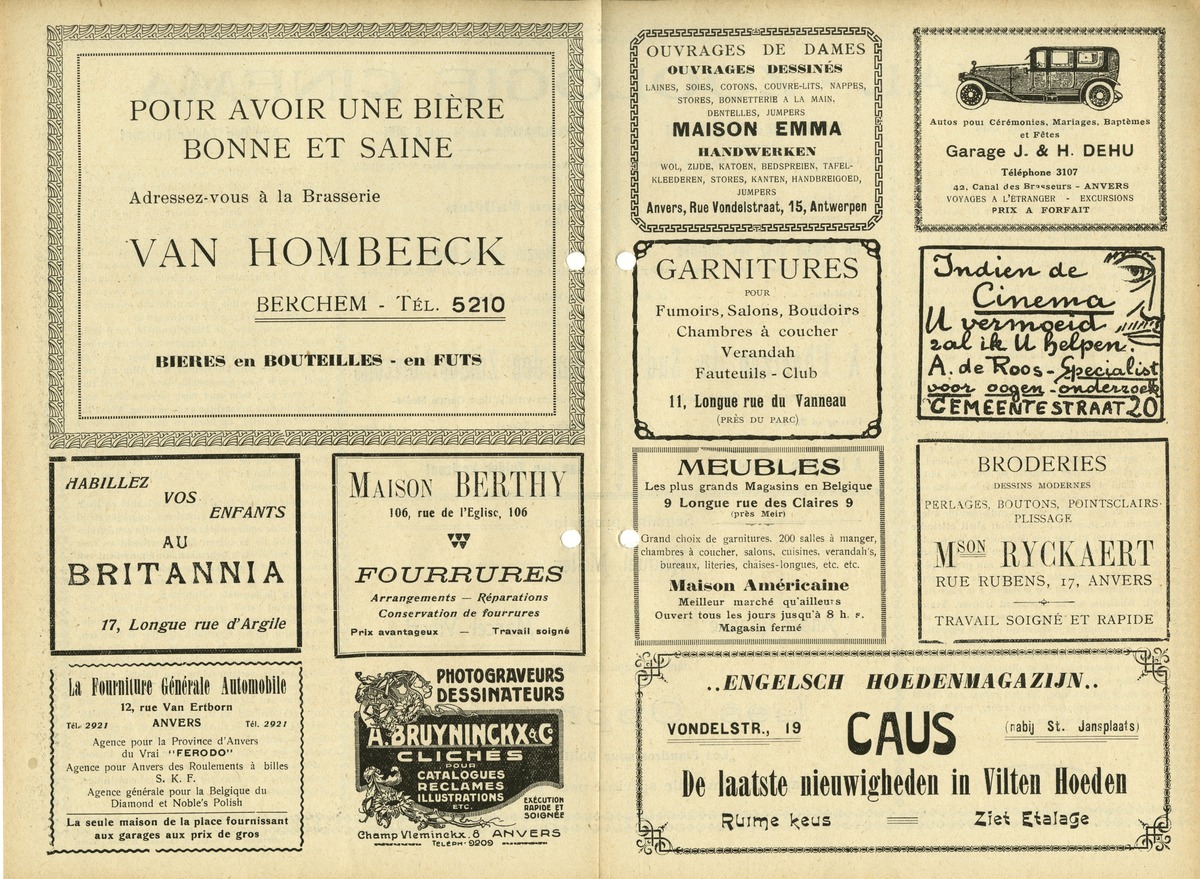 POUR AVOIR UNE BIÈRE
BONNE ET SAINE
Adressez-vous à la Brasserie
VAN HOMBEECK
BERCHEM - TÉL. 5210
BIERES en BOUTEILLES - en FUTS
HABILLEZ
VOS
ENFANTS
AU
BRITANNIA
17, Longue rue d'Argile
MAISON BERTHY
106, rue de l'Eglise, 106
FOURRURES
Arrangements — Réparations
Conservation de fourrures
Prix avantageux — Travail soigné
La Fourniture Générale Automobile
12, rue Van Ertborn
Tél. 2921 ANVERS Tél. 2921
Agence pour la Province d'Anvers
du Vrai "FERODO"
Agence pour Anvers des Roulements à billes
S. K. F.
Agence générale pour la Belgique du
Diamond et Noble's Polish
La seule maison de la place fournissant
aux garages aux prix de gros
PHOTOGRAVEURS
DESSINATEURS
A. BRUYNINCKX & C°
CLICHÉS
POUR
CATALOGUES
RECLAMES
ILLUSTRATIONS
ETC.
EXÉCUTION
RAPIDE ET
SOIGNÉE
Champ Vleminckx. 8 ANVERS
TELEPH. 9209
OUVRAGES DE DAMES
OUVRAGES DESSINÉS
LAINES, SOIES, COTONS, COUVRE-LITS, NAPPES,
STORES, BONNETTERIE A LA MAIN,
DENTELLES, JUMPERS
MAISON EMMA
HANDWERKEN
WOL, ZIJDE, KATOEN, BEDSPREIEN, TAFEL-
KLEEDEREN, STORES, KANTEN, HANDBREIGOED,
JUMPERS
Anvers, Rue Vondelstraat, 15, Antwerpen
Autos pour Cérémonies, Mariages, Baptêmes
et Fêtes
Garage J. & H. DEHU
Téléphone 3107
42, Canal des Brasseurs - ANVERS
VOYAGES A L'ÉTRANGER - EXCURSIONS
PRIX A FORFAIT
GARNITURES
POUR
Fumoirs, Salons, Boudoirs
Chambres à coucher
Verandah
Fauteuils - Club
11, Longue rue du Vanneau
(PRÈS DU PARC)
Indien de
Cinema
U vermoeid
zal ik U helpen.
A. de Roos - Specialist
voor oogen - onderzoek
GEMEENTESTRAAT 20
MEUBLES
Les plus grands Magasins en Belgique
9 Longue rue des Claires 9
(près Meir)
Grand choix de garnitures. 200 salles à manger,
chambres à coucher, salons, cuisines, verandah's,
bureaux, literies, chaises-longues, etc. etc.
Maison Américaine
Meilleur marché qu'ailleurs
Ouvert tous les jours jusqu'à 8 h. F.
Magasin fermé
BRODERIES
DESSINS MODERNES
PERLAGES, BOUTONS, POINTSCLAIRS-
PLISSAGE
MSON RYCKAERT
RUE RUBENS, 17, ANVERS
TRAVAIL SOIGNÉ ET RAPIDE
..ENGELSCH HOEDENMAGAZIJN..
VONDELSTR., 19 CAUS (nabij St. Jansplaats)
De laatste nieuwigheden in Vilten Hoeden
Ruime keus Ziet Etalage